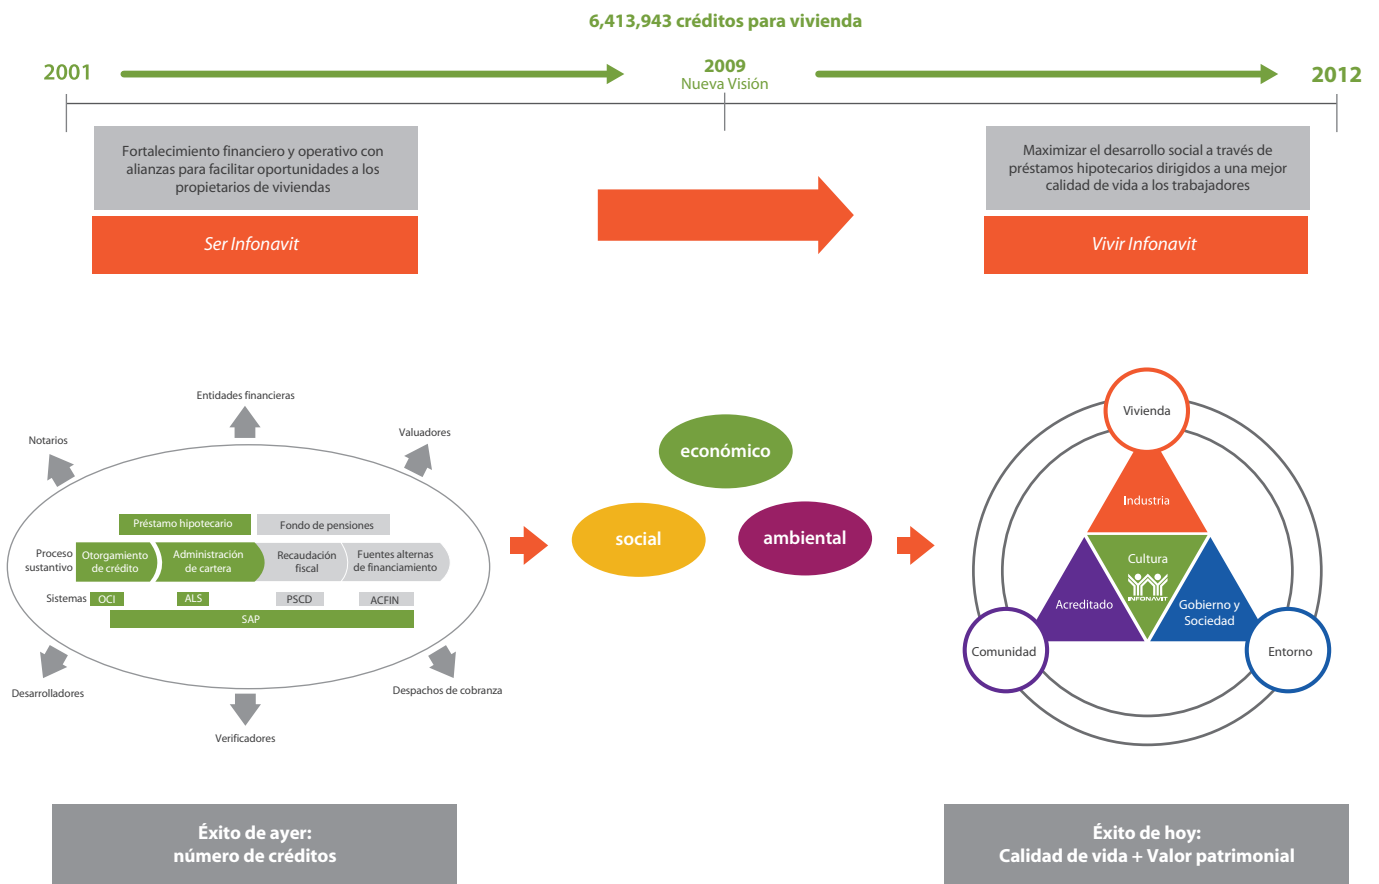 6,413,943 créditos para vivienda
2001
2009
Nueva Visión
2012
Fortalecimiento financiero y operativo con
alianzas para facilitar oportunidades a los
propietarios de viviendas
Ser Infonavit
Maximizar el desarrollo social a través de
préstamos hipotecarios dirigidos a una mejor
calidad de vida a los trabajadores
Vivir Infonavit
Entidades financieras
Notarios
Valuadores
Préstamo hipotecario
Fondo de pensiones
Proceso
sustantivo
Otorgamiento
de crédito
Administración
de cartera
Recaudación
fiscal
Fuentes alternas
de financiamiento
Sistemas
OCI
ALS
PSCD
ACFIN
SAP
Desarrolladores
Despachos de cobranza
Verificadores
económico
social
ambiental
Vivienda
Industria
Cultura
INFONAVIT
Acreditado
Gobierno y
Sociedad
Comunidad
Entorno
Éxito de ayer:
número de créditos
Éxito de hoy:
Calidad de vida + Valor patrimonial